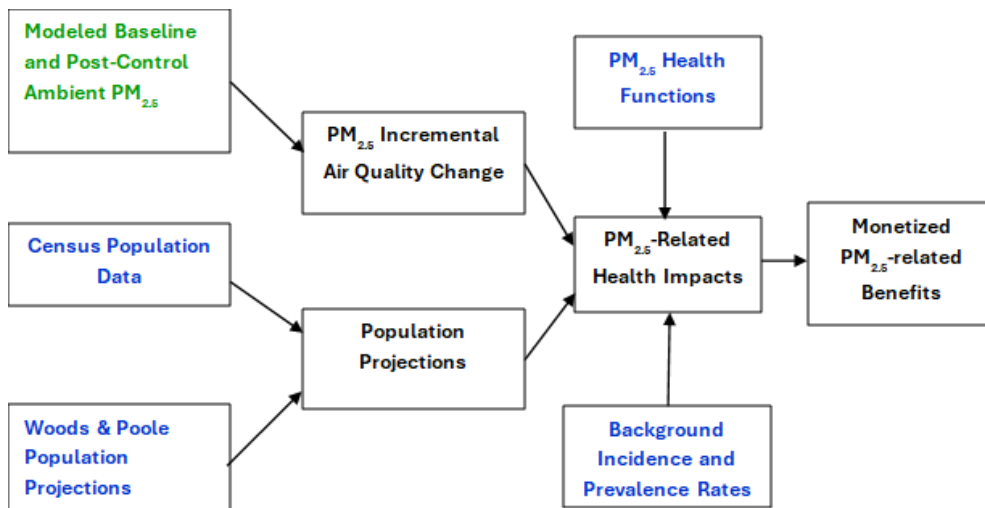 Modeled Baseline
and Post-Control
Ambient PM₂.₅
PM₂.₅ Health
Functions
PM₂.₅ Incremental
Air Quality Change
Census Population
Data
PM₂.₅-Related
Health Impacts
Monetized
PM₂.₅-related
Benefits
Population
Projections
Woods & Poole
Population
Projections
Background
Incidence and
Prevalence Rates